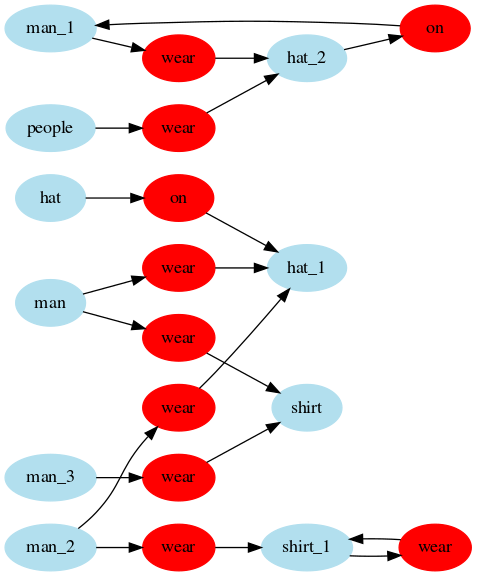 man_1
on
wear
hat_2
people
wear
hat
on
man
wear
hat_1
wear
wear
shirt
man_3
wear
man_2
wear
shirt_1
wear